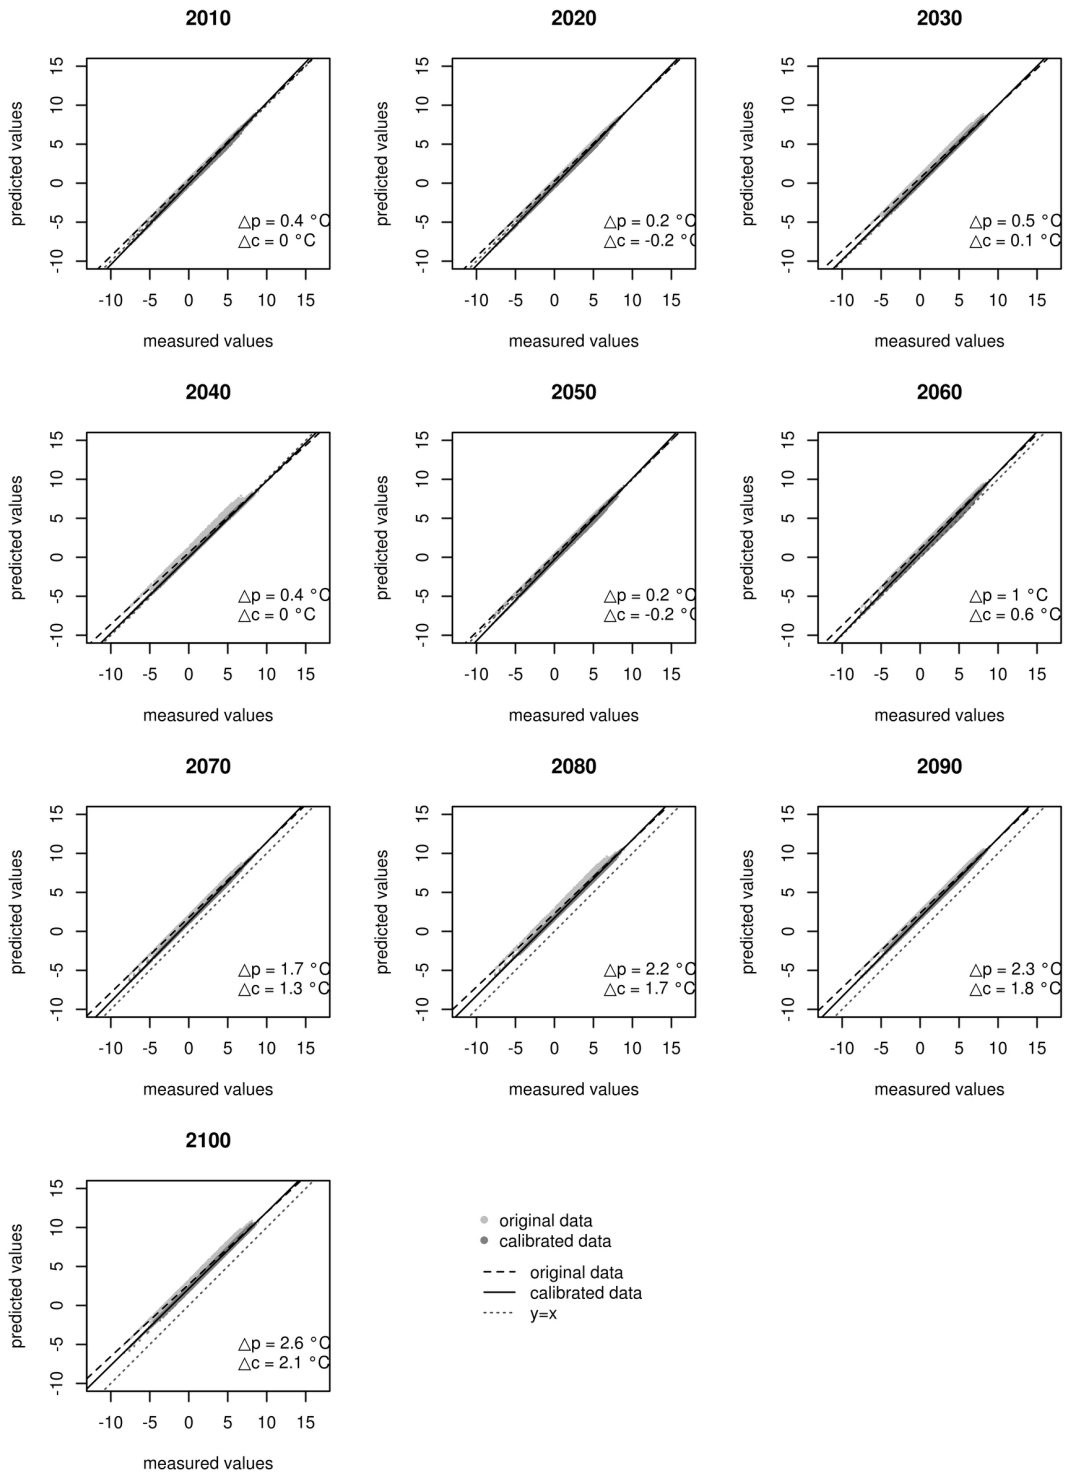 2010
2020
2030
predicted values
15
10
5
0
-5
-10
△p = 0.4 °C
△c = 0 °C
-10 -5 0 5 10 15
measured values
predicted values
15
10
5
0
-5
-10
△p = 0.2 °C
△c = -0.2 °C
-10 -5 0 5 10 15
measured values
predicted values
15
10
5
0
-5
-10
△p = 0.5 °C
△c = 0.1 °C
-10 -5 0 5 10 15
measured values
2040
2050
2060
predicted values
15
10
5
0
-5
-10
△p = 0.4 °C
△c = 0 °C
-10 -5 0 5 10 15
measured values
predicted values
15
10
5
0
-5
-10
△p = 0.2 °C
△c = -0.2 °C
-10 -5 0 5 10 15
measured values
predicted values
15
10
5
0
-5
-10
△p = 1 °C
△c = 0.6 °C
-10 -5 0 5 10 15
measured values
2070
2080
2090
predicted values
15
10
5
0
-5
-10
△p = 1.7 °C
△c = 1.3 °C
-10 -5 0 5 10 15
measured values
predicted values
15
10
5
0
-5
-10
△p = 2.2 °C
△c = 1.7 °C
-10 -5 0 5 10 15
measured values
predicted values
15
10
5
0
-5
-10
△p = 2.3 °C
△c = 1.8 °C
-10 -5 0 5 10 15
measured values
2100
predicted values
15
10
5
0
-5
-10
△p = 2.6 °C
△c = 2.1 °C
-10 -5 0 5 10 15
measured values
original data
calibrated data
original data
calibrated data
y=x